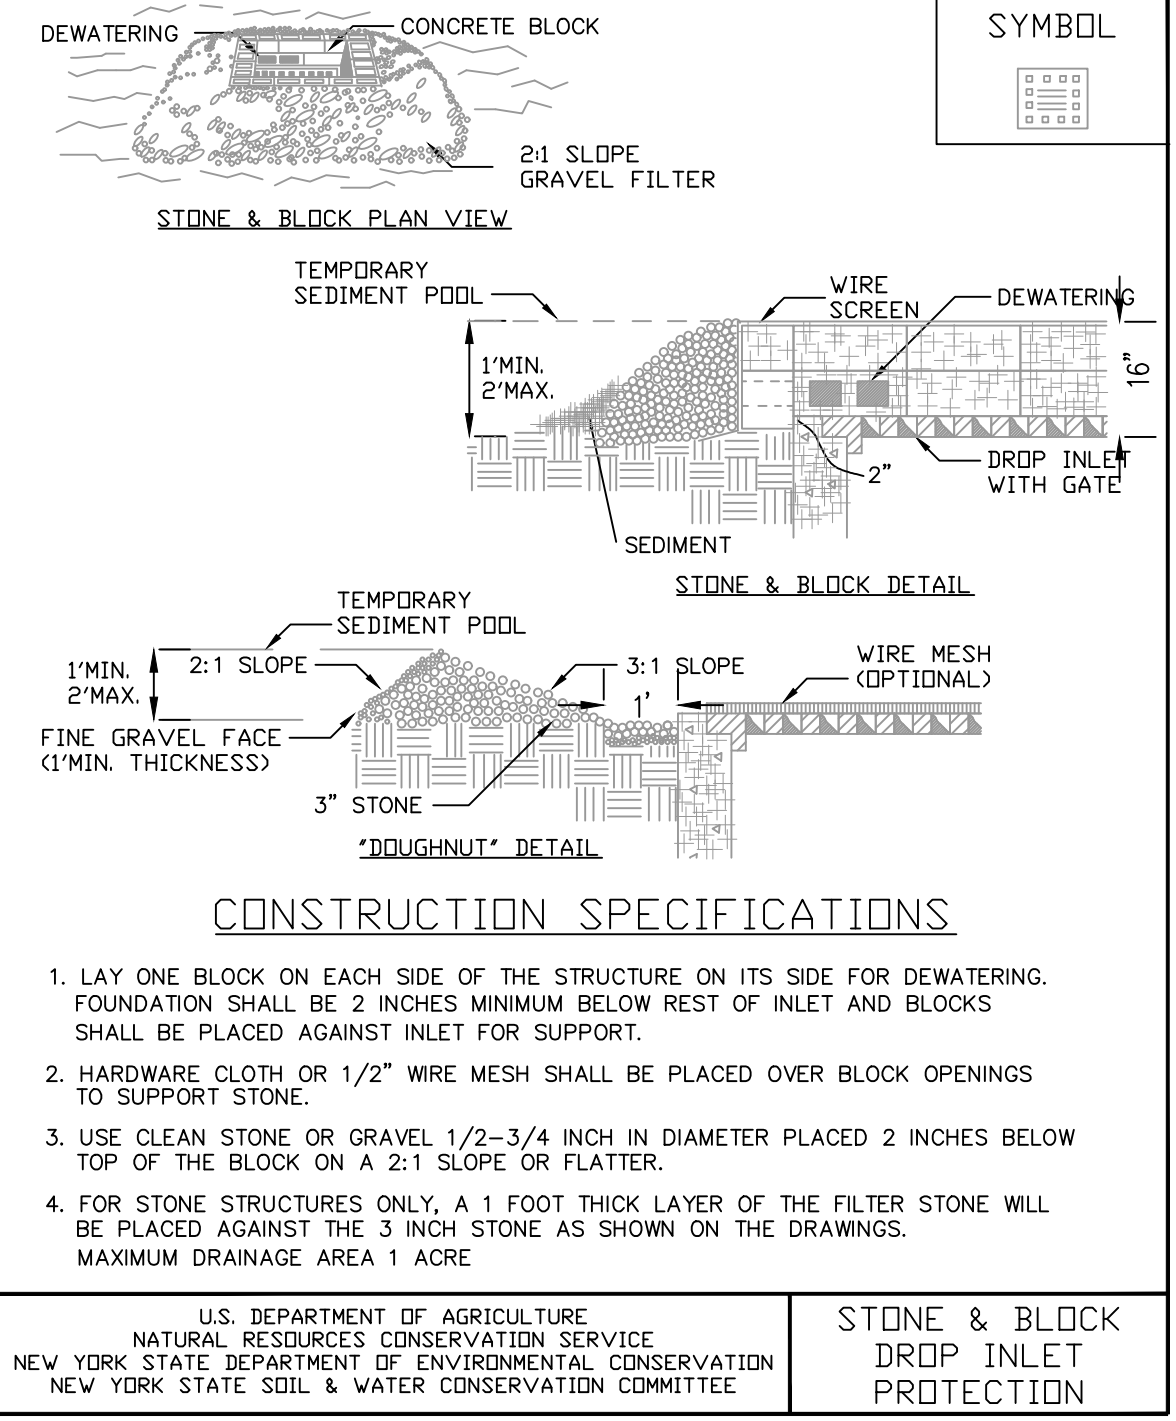 DEWATERING
CONCRETE BLOCK
SYMBOL
2:1 SLOPE
GRAVEL FILTER
STONE & BLOCK PLAN VIEW
TEMPORARY
SEDIMENT POOL
WIRE
SCREEN
DEWATERING
1'MIN.
2'MAX.
16"
2"
DROP INLET
WITH GATE
SEDIMENT
STONE & BLOCK DETAIL
TEMPORARY
SEDIMENT POOL
1'MIN.
2'MAX.
2:1 SLOPE
3:1 SLOPE
1'
WIRE MESH
(OPTIONAL)
FINE GRAVEL FACE
(1'MIN. THICKNESS)
3" STONE
"DOUGHNUT" DETAIL
CONSTRUCTION SPECIFICATIONS
1. LAY ONE BLOCK ON EACH SIDE OF THE STRUCTURE ON ITS SIDE FOR DEWATERING.
FOUNDATION SHALL BE 2 INCHES MINIMUM BELOW REST OF INLET AND BLOCKS
SHALL BE PLACED AGAINST INLET FOR SUPPORT.
2. HARDWARE CLOTH OR 1/2" WIRE MESH SHALL BE PLACED OVER BLOCK OPENINGS
TO SUPPORT STONE.
3. USE CLEAN STONE OR GRAVEL 1/2-3/4 INCH IN DIAMETER PLACED 2 INCHES BELOW
TOP OF THE BLOCK ON A 2:1 SLOPE OR FLATTER.
4. FOR STONE STRUCTURES ONLY, A 1 FOOT THICK LAYER OF THE FILTER STONE WILL
BE PLACED AGAINST THE 3 INCH STONE AS SHOWN ON THE DRAWINGS.
MAXIMUM DRAINAGE AREA 1 ACRE
U.S. DEPARTMENT OF AGRICULTURE
NATURAL RESOURCES CONSERVATION SERVICE
NEW YORK STATE DEPARTMENT OF ENVIRONMENTAL CONSERVATION
NEW YORK STATE SOIL & WATER CONSERVATION COMMITTEE
STONE & BLOCK
DROP INLET
PROTECTION